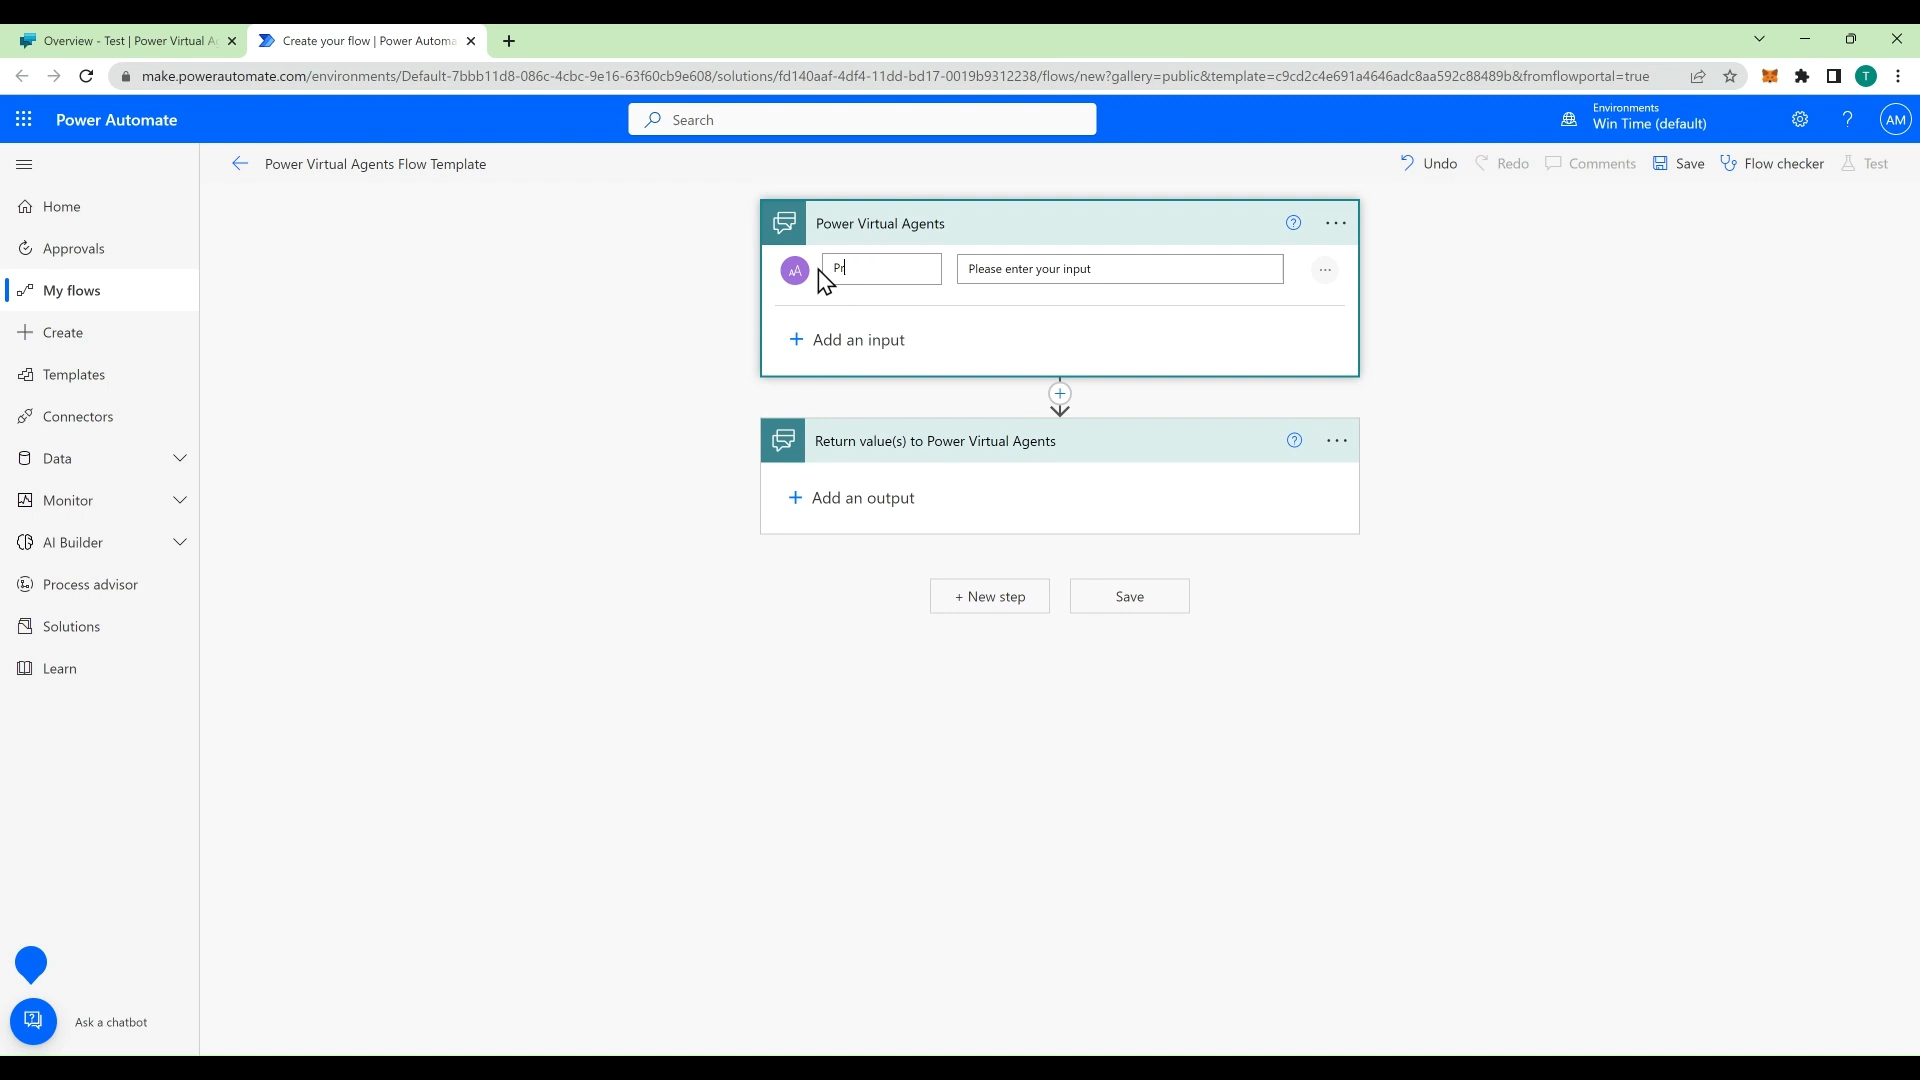 Overview - Test | Power Virtual A
Create your flow | Power Automa
make.powerautomate.com/environments/Default-7bbb11d8-086c-4cbc-9e16-63f60cb9e608/solutions/fd140aaf-4df4-11dd-bd17-0019b9312238/flows/new?gallery=public&template=c9cd2c4e691a4646adc8aa592c88489b&fromflowportal=true
T
Power Automate
Search
Environments
Win Time (default)
?
AM
Power Virtual Agents Flow Template
Undo
Redo
Comments
Save
Flow checker
Test
Home
Approvals
My flows
Create
Templates
Connectors
Data
Monitor
AI Builder
Process advisor
Solutions
Learn
Power Virtual Agents
?
...
AA
Pr
Please enter your input
...
+ Add an input
Return value(s) to Power Virtual Agents
?
...
+ Add an output
+ New step
Save
Ask a chatbot